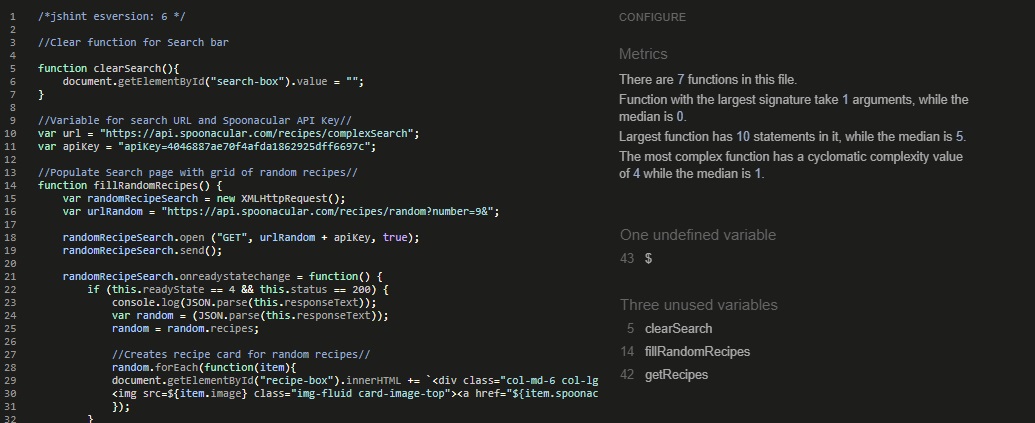 1 /*jshint esversion: 6 */
2
3 //Clear function for Search bar
4
5 function clearSearch(){
6 document.getElementById("search-box").value = "";
7 }
8
9 //Variable for search URL and Spoonacular API Key//
10 var url = "https://api.spoonacular.com/recipes/complexSearch";
11 var apiKey = "apiKey=4046887ae70f4afda1862925dff6697c";
12
13 //Populate Search page with grid of random recipes//
14 function fillRandomRecipes() {
15 var randomRecipeSearch = new XMLHttpRequest();
16 var urlRandom = "https://api.spoonacular.com/recipes/random?number=9&";
17
18 randomRecipeSearch.open ("GET", urlRandom + apiKey, true);
19 randomRecipeSearch.send();
20
21 randomRecipeSearch.onreadystatechange = function() {
22 if (this.readyState == 4 && this.status == 200) {
23 console.log(JSON.parse(this.responseText));
24 var random = (JSON.parse(this.responseText));
25 random = random.recipes;
26
27 //Creates recipe card for random recipes//
28 random.forEach(function(item){
29 document.getElementById("recipe-box").innerHTML += `<div class="col-md-6 col-lg
30 <img src=${item.image} class="img-fluid card-image-top"><a href="${item.spoonac
31 });
32 }
CONFIGURE
Metrics
There are 7 functions in this file.
Function with the largest signature take 1 arguments, while the
median is 0.
Largest function has 10 statements in it, while the median is 5.
The most complex function has a cyclomatic complexity value
of 4 while the median is 1.
One undefined variable
43 $
Three unused variables
5 clearSearch
14 fillRandomRecipes
42 getRecipes